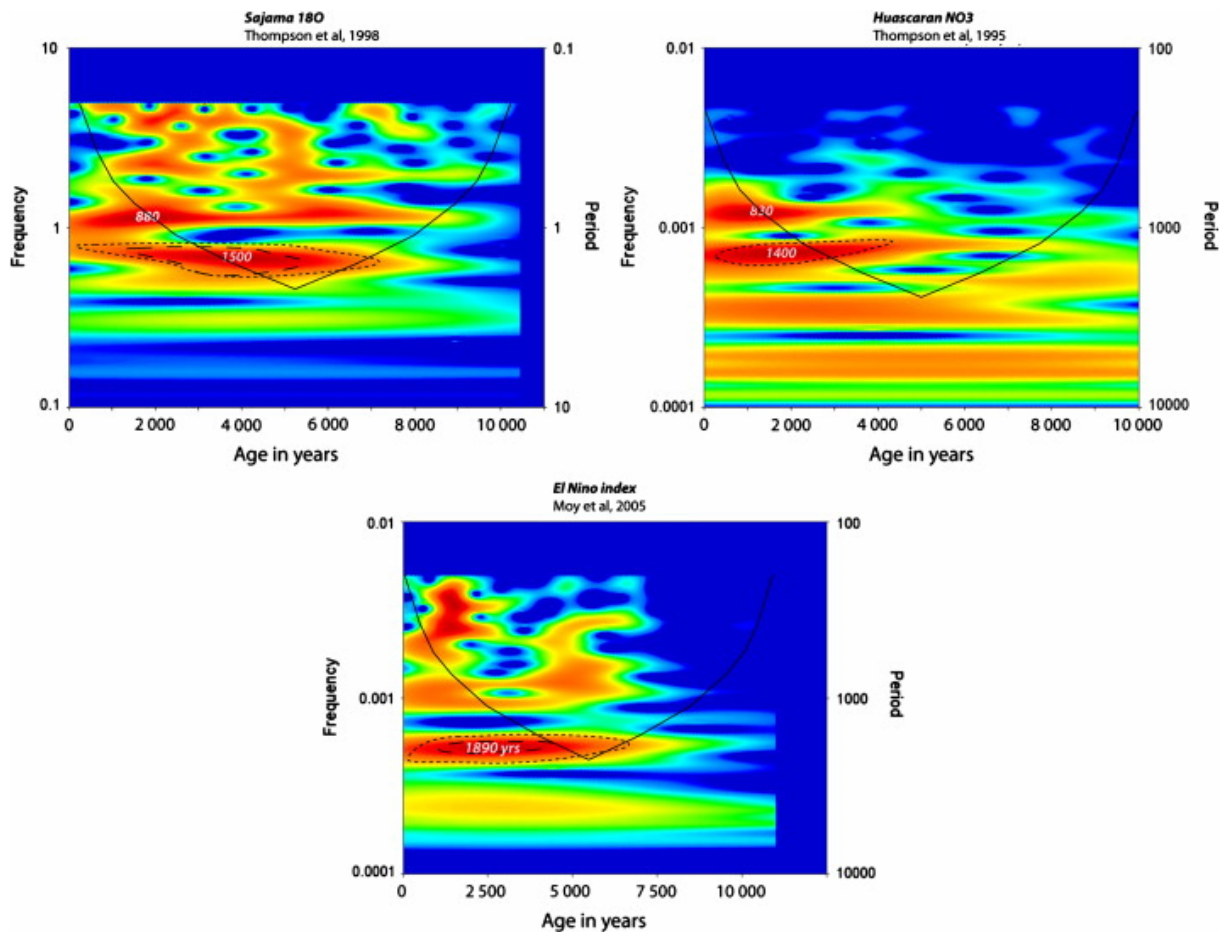 Sajama 18O
Thompson et al, 1998
10
1
0.1
Frequency
0.1
1
10
Period
880
1500
0
2 000
4 000
6 000
8 000
10 000
Age in years
Huascaran NO3
Thompson et al, 1995
0.01
0.001
0.0001
Frequency
100
1000
10000
Period
830
1400
0
2 000
4 000
6 000
8 000
10 000
Age in years
El Nino index
Moy et al, 2005
0.01
0.001
0.0001
Frequency
100
1000
10000
Period
1890 yrs
0
2 500
5 000
7 500
10 000
Age in years